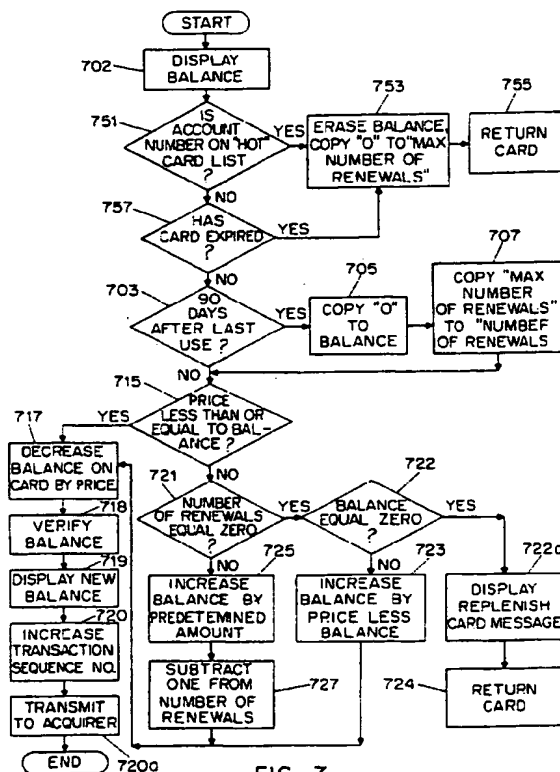 START
702
DISPLAY
BALANCE
751
IS
ACCOUNT
NUMBER ON "HOT"
CARD LIST
?
YES
753
ERASE BALANCE,
COPY "0" TO "MAX
NUMBER OF
RENEWALS"
755
RETURN
CARD
NO
757
HAS
CARD EXPIRED
?
YES
NO
703
90
DAYS
AFTER LAST
USE ?
YES
705
COPY "0"
TO
BALANCE
707
COPY "MAX
NUMBER
OF RENEWALS"
TO "NUMBER
OF RENEWALS
NO
715
PRICE
LESS THAN OR
EQUAL TO BAL-
ANCE ?
YES
717
DECREASE
BALANCE ON
CARD BY PRICE
718
VERIFY
BALANCE
719
DISPLAY NEW
BALANCE
720
INCREASE
TRANSACTION
SEQUENCE NO.
TRANSMIT
TO ACQUIRER
720a
END
NO
721
NUMBER
OF RENEWALS
EQUAL ZERO
?
YES
722
BALANCE
EQUAL ZERO
?
YES
NO
725
INCREASE
BALANCE BY
PREDETEMINED
AMOUNT
NO
723
INCREASE
BALANCE BY
PRICE LESS
BALANCE
722a
DISPLAY
REPLENISH
CARD MESSAGE
SUBTRACT
ONE FROM
NUMBER OF
RENEWALS
727
724
RETURN
CARD